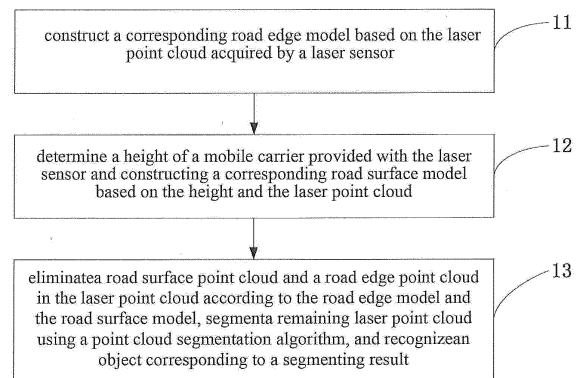 construct a corresponding road edge model based on the laser
point cloud acquired by a laser sensor
11
determine a height of a mobile carrier provided with the laser
sensor and constructing a corresponding road surface model
based on the height and the laser point cloud
12
eliminatea road surface point cloud and a road edge point cloud
in the laser point cloud according to the road edge model and
the road surface model, segmenta remaining laser point cloud
using a point cloud segmentation algorithm, and recognizean
object corresponding to a segmenting result
13